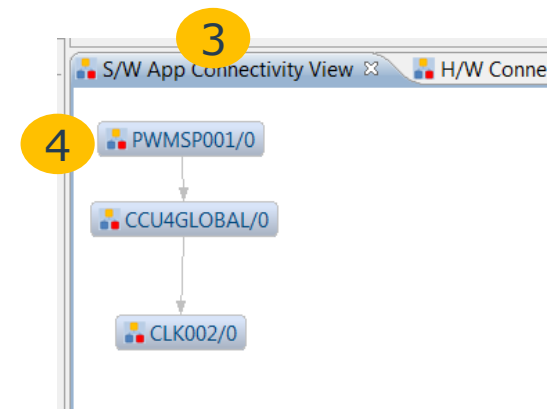 3
S/W App Connectivity View
H/W Conne
4
PWMSP001/0
CCU4GLOBAL/0
CLK002/0